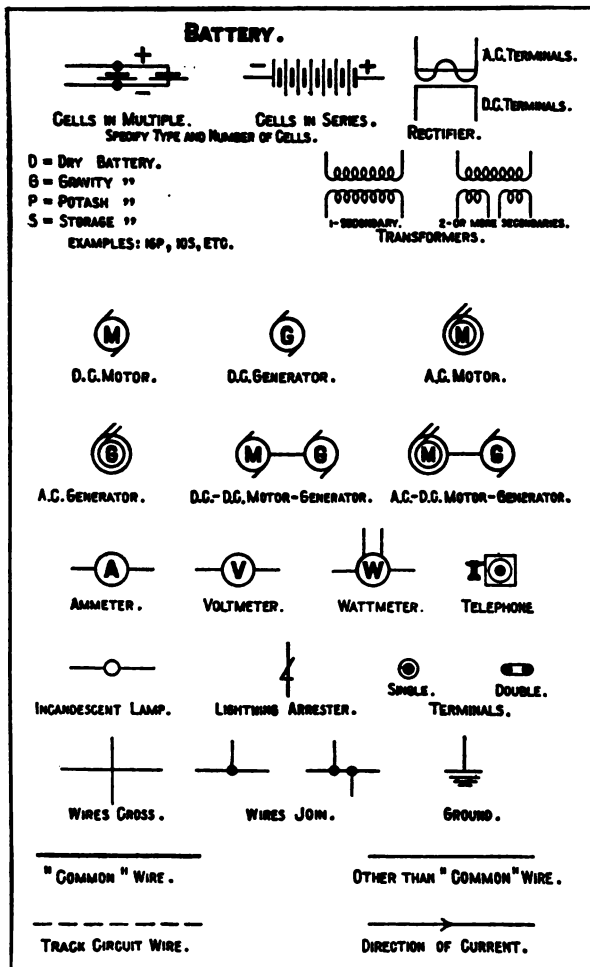 BATTERY.
+
-
- +
A.C. TERMINALS.
D.C. TERMINALS.
CELLS IN MULTIPLE. CELLS IN SERIES. RECTIFIER.
SPECIFY TYPE AND NUMBER OF CELLS.
D = DRY BATTERY.
G = GRAVITY "
P = POTASH "
S = STORAGE "
EXAMPLES: 16P, 10S, ETC.
1-SECONDARY. 2-OR MORE SECONDARIES.
TRANSFORMERS.
M G M
D.C. MOTOR. D.C. GENERATOR. A.C. MOTOR.
G M G M G
A.C. GENERATOR. D.C.-D.C. MOTOR-GENERATOR. A.C.-D.C. MOTOR-GENERATOR.
A V W
AMMETER. VOLTMETER. WATTMETER. TELEPHONE
SINGLE. DOUBLE.
INCANDESCENT LAMP. LIGHTNING ARRESTER. TERMINALS.
WIRES CROSS. WIRES JOIN. GROUND.
"COMMON" WIRE. OTHER THAN "COMMON" WIRE.
TRACK CIRCUIT WIRE. DIRECTION OF CURRENT.